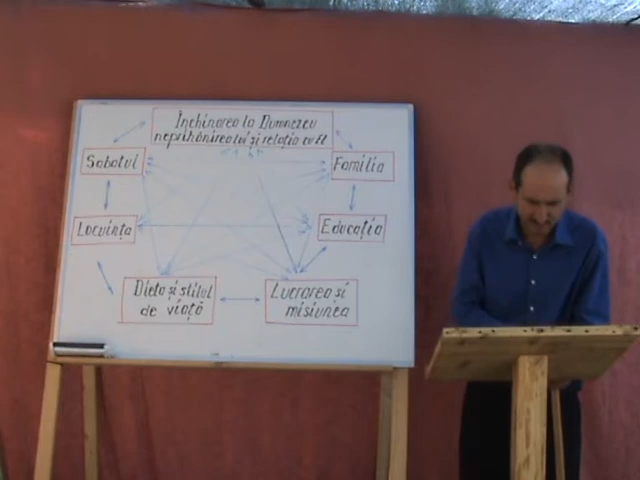 Închinarea la Dumnezeu
neprihănirea lui și relația cu El
Sabatul
Familia
Locuința
Educația
Dieta și stilul
de viață
Lucrarea și
misiunea